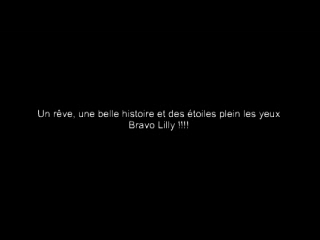 Un rêve, une belle histoire et des étoiles plein les yeux
Bravo Lilly !!!!